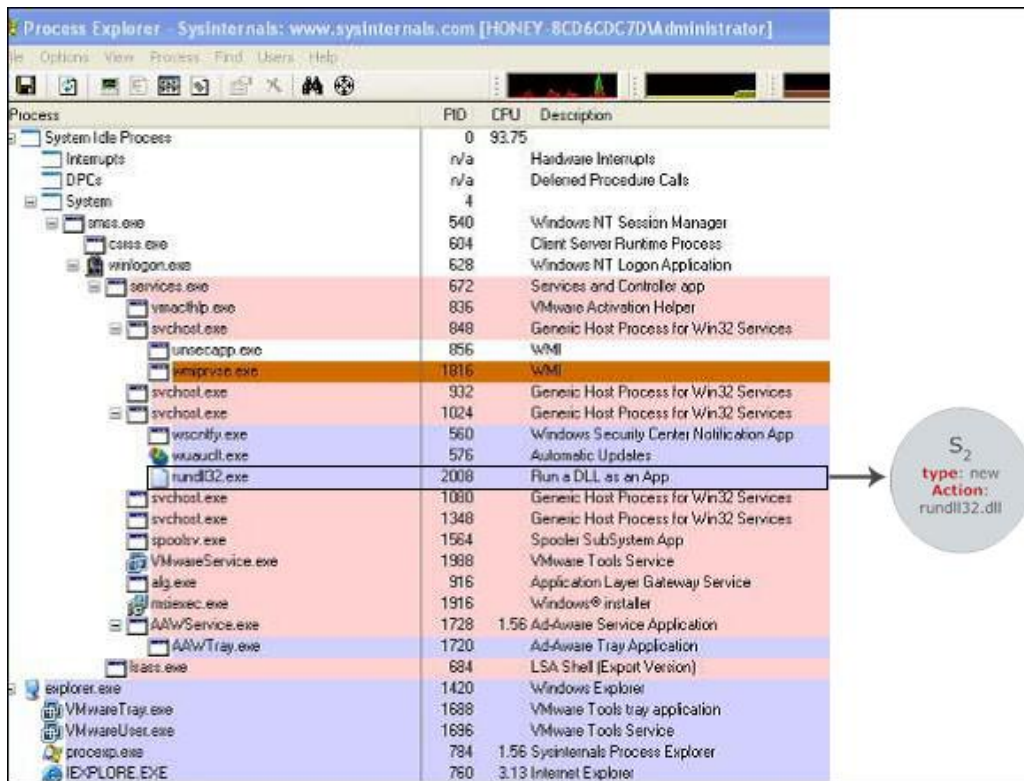 Process Explorer - Sysinternals: www.sysinternals.com [HONEY-8CD6CDC7D\Administrator]
Options View Process Find Users Help
Process PID CPU Description
System Idle Process 0 93.75
Interrupts n/a Hardware Interrupts
DPCs n/a Deferred Procedure Calls
System 4
smss.exe 540 Windows NT Session Manager
csrss.exe 604 Client Server Runtime Process
winlogon.exe 628 Windows NT Logon Application
services.exe 672 Services and Controller app
vmacthlp.exe 836 VMware Activation Helper
svchost.exe 848 Generic Host Process for Win32 Services
unsecapp.exe 856 WMI
wmiprvse.exe 1816 WMI
svchost.exe 932 Generic Host Process for Win32 Services
svchost.exe 1024 Generic Host Process for Win32 Services
wscntfy.exe 560 Windows Security Center Notification App
wuauclt.exe 576 Automatic Updates
rundll32.exe 2008 Run a DLL as an App
svchost.exe 1080 Generic Host Process for Win32 Services
svchost.exe 1348 Generic Host Process for Win32 Services
spoolsv.exe 1564 Spooler SubSystem App
VMwareService.exe 1988 VMware Tools Service
alg.exe 916 Application Layer Gateway Service
msiexec.exe 1916 Windows® installer
AAWService.exe 1728 1.56 Ad-Aware Service Application
AAWTray.exe 1720 Ad-Aware Tray Application
lsass.exe 684 LSA Shell (Export Version)
explorer.exe 1420 Windows Explorer
VMwareTray.exe 1688 VMware Tools tray application
VMwareUser.exe 1696 VMware Tools Service
procexp.exe 784 1.56 Sysinternals Process Explorer
IEXPLORE.EXE 760 3.13 Internet Explorer
S2
type: new
Action:
rundll32.dll